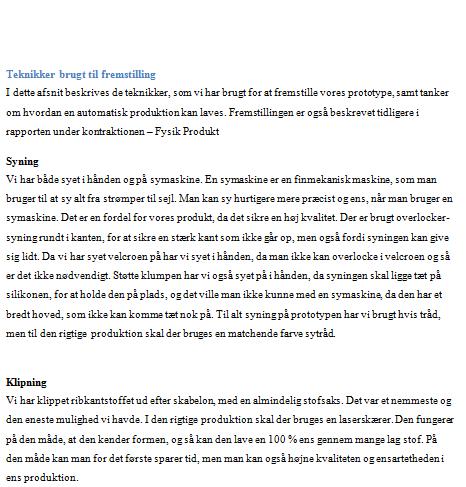 Teknikker brugt til fremstilling
I dette afsnit beskrives de teknikker, som vi har brugt for at fremstille vores prototype, samt tanker
om hvordan en automatisk produktion kan laves. Fremstillingen er også beskrevet tidligere i
rapporten under kontraktionen – Fysik Produkt
Syning
Vi har både syet i hånden og på symaskine. En symaskine er en finmekanisk maskine, som man
bruger til at sy alt fra strømper til sejl. Man kan sy hurtigere mere præcist og ens, når man bruger en
symaskine. Det er en fordel for vores produkt, da det sikre en høj kvalitet. Der er brugt overlocker-
syning rundt i kanten, for at sikre en stærk kant som ikke går op, men også fordi syningen kan give
sig lidt. Da vi har syet velcroen på har vi syet i hånden, da man ikke kan overlocke i velcroen og så
er det ikke nødvendigt. Støtte klumpen har vi også syet på i hånden, da syningen skal ligge tæt på
silikonen, for at holde den på plads, og det ville man ikke kunne med en symaskine, da den har et
bredt hoved, som ikke kan komme tæt nok på. Til alt syning på prototypen har vi brugt hvis tråd,
men til den rigtige produktion skal der bruges en matchende farve sytråd.
Klipning
Vi har klippet ribkantstoffet ud efter skabelon, med en almindelig stofsaks. Det var et nemmeste og
den eneste mulighed vi havde. I den rigtige produktion skal der bruges en laserskærer. Den fungerer
på den måde, at den kender formen, og så kan den lave en 100 % ens gennem mange lag stof. På
den måde kan man for det første sparer tid, men man kan også højne kvaliteten og ensartetheden i
ens produktion.